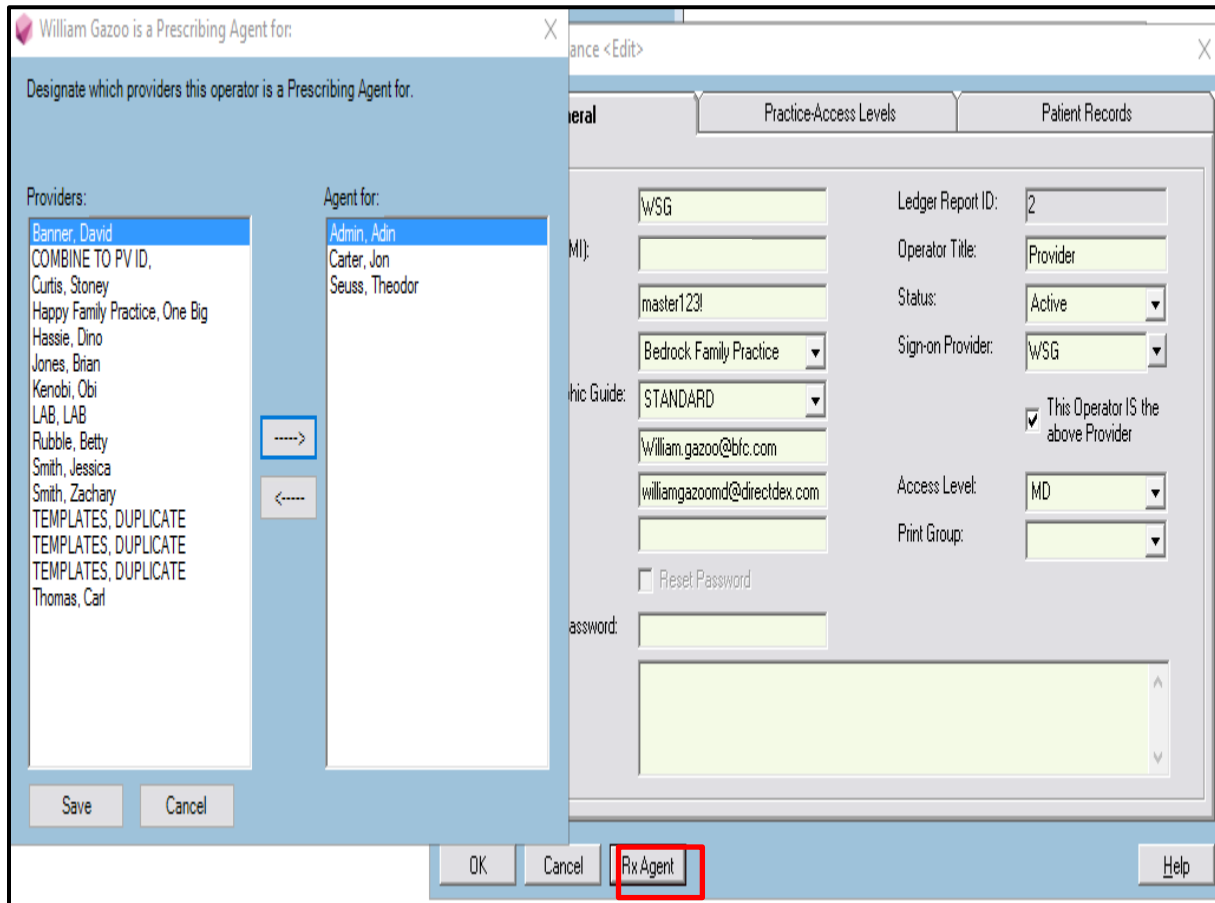 William Gazoo is a Prescribing Agent for:
Designate which providers this operator is a Prescribing Agent for.
Providers:
Banner, David
COMBINE TO PV ID,
Curtis, Stoney
Happy Family Practice, One Big
Hassie, Dino
Jones, Brian
Kenobi, Obi
LAB, LAB
Rubble, Betty
Smith, Jessica
Smith, Zachary
TEMPLATES, DUPLICATE
TEMPLATES, DUPLICATE
TEMPLATES, DUPLICATE
Thomas, Carl
----->
<-----
Agent for:
Admin, Adin
Carter, Jon
Seuss, Theodor
Save Cancel
ance <Edit>
neral Practice-Access Levels Patient Records
WSG Ledger Report ID: 2
MI): Operator Title: Provider
master123! Status: Active
Bedrock Family Practice Sign-on Provider: WSG
hic Guide: STANDARD This Operator IS the
above Provider
William.gazoo@bfc.com
williamgazoomd@directdex.com Access Level: MD
Print Group:
Reset Password
assword:
OK Cancel Rx Agent Help